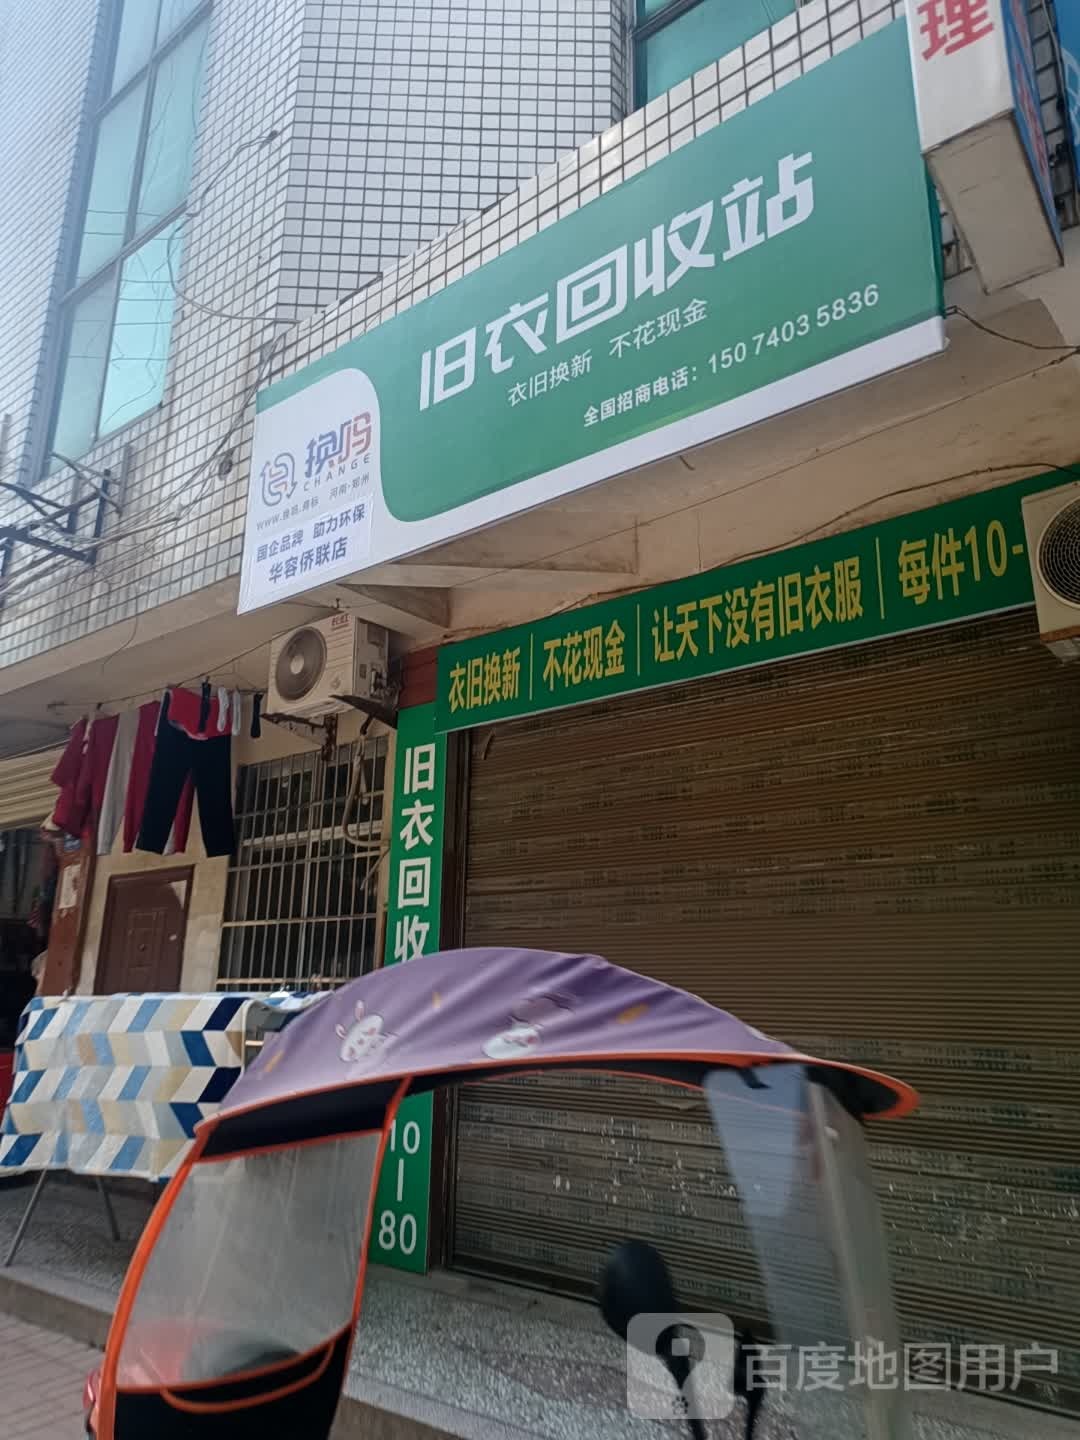 理
旧衣回收站
衣旧换新 不花现金
全国招商电话：150 7403 5836
换吗
CHANGE
国企品牌 助力环保
华容侨联店
衣旧换新|不花现金|让天下没有旧衣服|每件10-
旧衣回收
10-80
百度地图用户